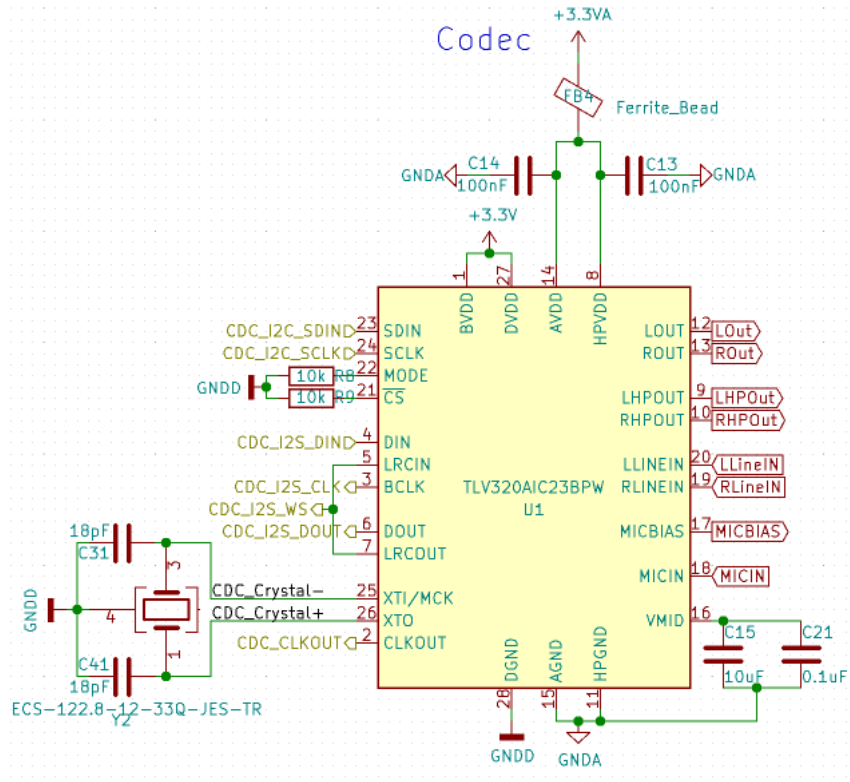 +3.3VA
Codec
FB4
Ferrite_Bead
C14
100nF
GNDA
C13
100nF
GNDA
+3.3V
1
27
14
8
BVDD
DVDD
AVDD
HPVDD
CDC_I2C_SDIN
23
SDIN
CDC_I2C_SCLK
24
SCLK
10k R8
22
MODE
GNDD
10k R9
21
CS
CDC_I2S_DIN
4
DIN
5
LRCIN
CDC_I2S_CLK
3
BCLK
CDC_I2S_WS
CDC_I2S_DOUT
6
DOUT
7
LRCOUT
CDC_Crystal-
25
XTI/MCK
CDC_Crystal+
26
XTO
CDC_CLKOUT
2
CLKOUT
TLV320AIC23BPW
U1
LOUT
12
LOut
ROUT
13
ROut
LHPOUT
9
LHPOut
RHPOUT
10
RHPOut
LLINEIN
20
LLineIN
RLINEIN
19
RLineIN
MICBIAS
17
MICBIAS
MICIN
18
MICIN
VMID
16
C15
10uF
C21
0.1uF
DGND
AGND
HPGND
28
15
11
GNDD
GNDA
18pF
C31
3
GNDD
4
1
C41
18pF
ECS-122.8-12-33Q-JES-TR
Y2